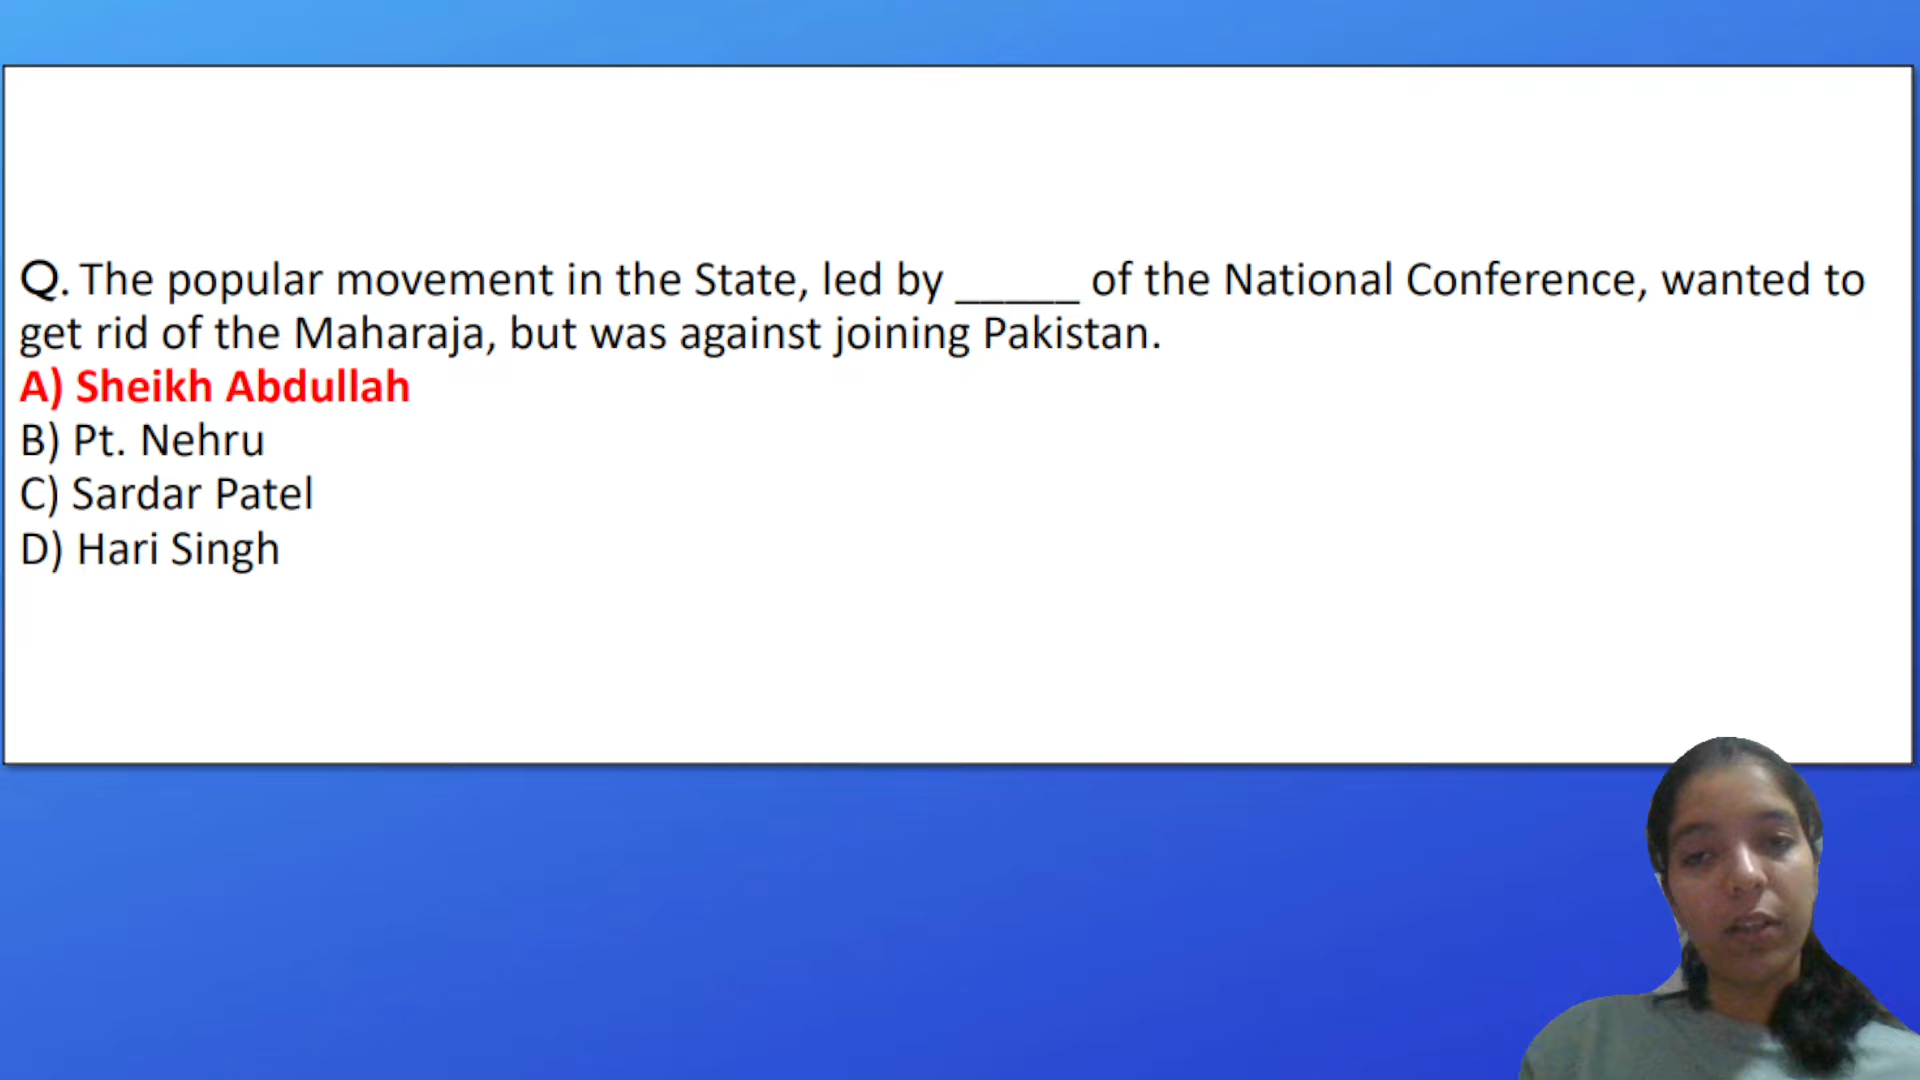 Q. The popular movement in the State, led by _____ of the National Conference, wanted to
get rid of the Maharaja, but was against joining Pakistan.
A) Sheikh Abdullah
B) Pt. Nehru
C) Sardar Patel
D) Hari Singh